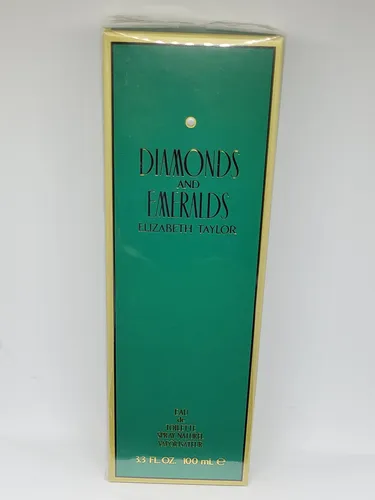 DIAMONDS
AND
EMERALDS
ELIZABETH TAYLOR
EAU
de
TOILETTE
SPRAY NATUREL
VAPORISATEUR
3.3 FL. OZ. 100 mL ℮